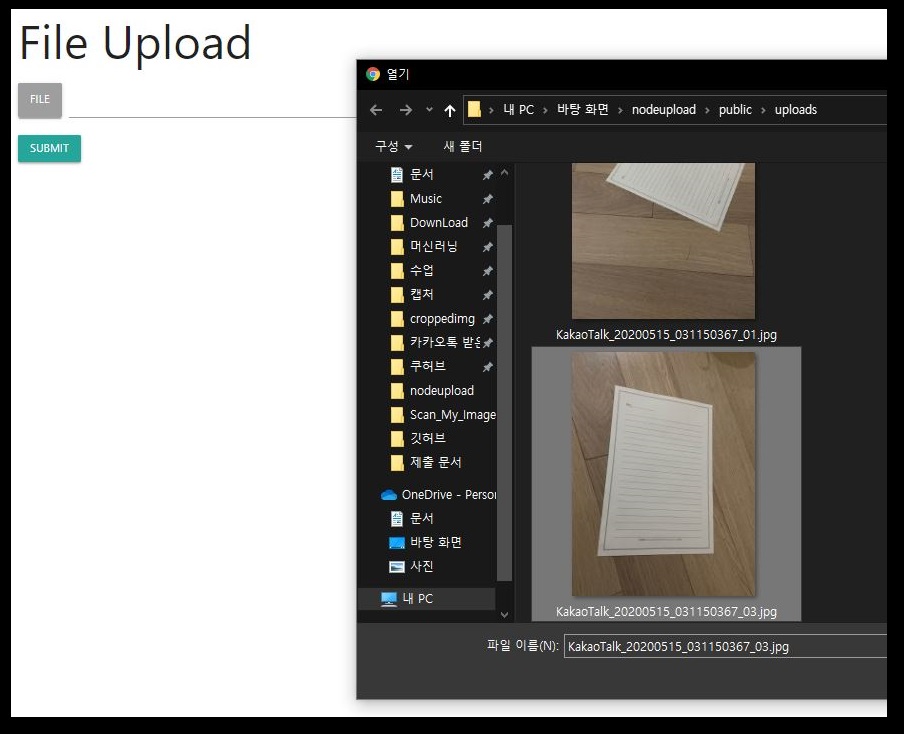 File Upload
FILE
SUBMIT
열기
내 PC › 바탕 화면 › nodeupload › public › uploads
구성
새 폴더
문서
Music
DownLoad
머신러닝
수업
캡처
croppedimg
카카오톡 받은
쿠허브
nodeupload
Scan_My_Image
깃허브
제출 문서
OneDrive - Person
문서
바탕 화면
사진
내 PC
KakaoTalk_20200515_031150367_01.jpg
KakaoTalk_20200515_031150367_03.jpg
파일 이름(N):
KakaoTalk_20200515_031150367_03.jpg